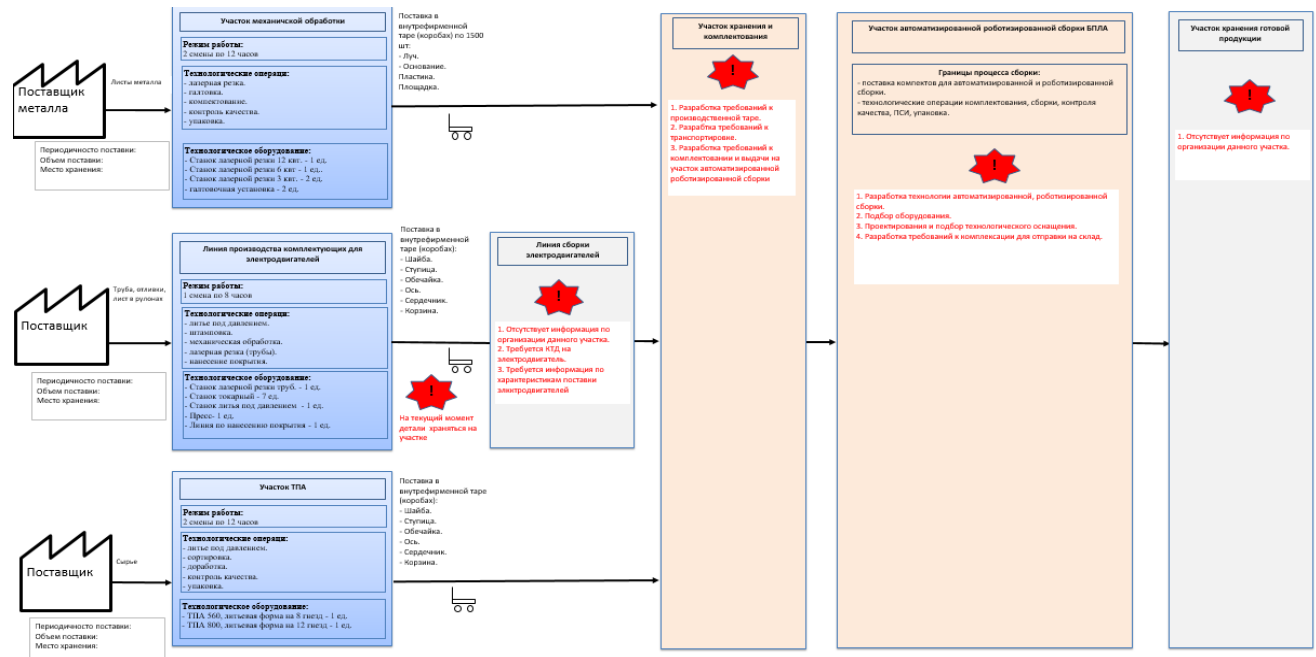 Поставщик
металла
Листы металла
Периодичносто поставки:
Объем поставки:
Место хранения:
Участок механичской обработки
Режим работы:
2 смены по 12 часов
Технологические операци:
- лазерная резка.
- галтовка.
- компектование.
- контроль качества.
- упаковка.
Технологическое оборудование:
- Станок лазерной резки 12 квт. - 1 ед.
- Станок лазерной резки 6 квт - 1 ед..
- Станок лазерной резки 3 квт. - 2 ед.
- галтовочная установка - 2 ед.
Поставка в
внутрефирменной
таре (коробах) по 1500
шт:
- Луч.
- Основание.
Пластика.
Площадка.
Поставщик
Труба, отливки,
лист в рулонах
Периодичносто поставки:
Объем поставки:
Место хранения:
Линия производства комплектующих для
электродвигателей
Режим работы:
1 смена по 8 часов
Технологические операци:
- литье под давлением.
- штамповка.
- механическая обработка.
- лазерная резка (трубы).
- нанесение покрытия.
Технологическое оборудование:
- Станок лазерной резки труб. - 1 ед.
- Станок токарный - 7 ед.
- Станок литья под давлением - 1 ед.
- Пресс- 1 ед.
- Линия по нанесению покрытия - 1 ед.
Поставка в
внутрефирменной
таре (коробах):
- Шайба.
- Ступица.
- Обечайка.
- Ось.
- Сердечник.
- Корзина.
!
На текущий момент
детали храняться на
участке
Линия сборки
электродвигателей
!
1. Отсутствует информация по
организации данного участка.
2. Требуется КТД на
электродвигатель.
3. Требуется информация по
характеристикам поставки
электродвигателей
Поставщик
Сырье
Периодичносто поставки:
Объем поставки:
Место хранения:
Участок ТПА
Режим работы:
2 смены по 12 часов
Технологические операци:
- литье под давлением.
- сортировка.
- доработка.
- контроль качества.
- упаковка.
Технологическое оборудование:
- ТПА 560, литьевая форма на 8 гнезд - 1 ед.
- ТПА 800, литьевая форма на 12 гнезд - 1 ед.
Поставка в
внутрефирменной таре
(коробах):
- Шайба.
- Ступица.
- Обечайка.
- Ось.
- Сердечник.
- Корзина.
Участок хранения и
комплектования
!
1. Разработка требований к
производственной таре.
2. Разрабтка требований к
транспортировке.
3. Разработка требований к
комплектовании и выдачи на
участок автоматизированной
роботизированной сборки
Участок автоматизированной роботизированной сборки БПЛА
Границы процесса сборки:
- поставка компектов для автоматизированной и роботизированной
сборки.
- технологические операции комплектования, сборки, контроля
качества, ПСИ, упаковка.
!
1. Разработка технологии автоматизированной, роботизированной
сборки.
2. Подбор оборудования.
3. Проектирования и подбор технологического оснащения.
4. Разработка требований к комплексации для отправки на склад.
Участок хранения готовой
продукции
!
1. Отсутствует информация по
организации данного участка.